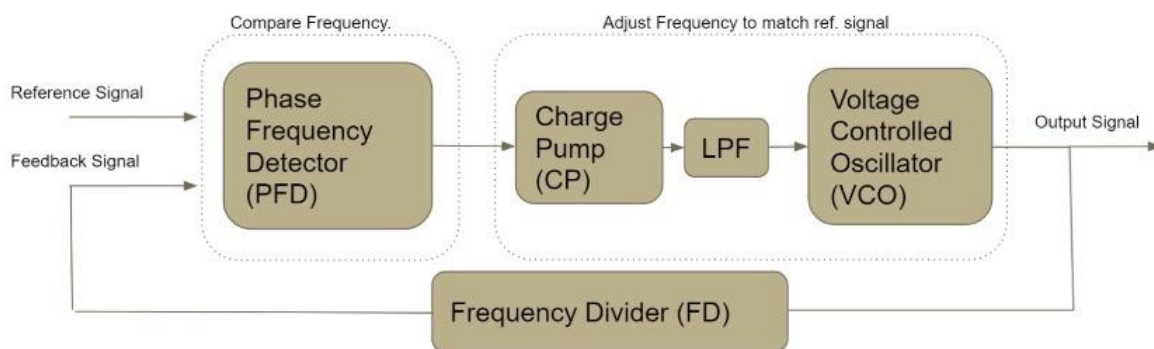 Compare Frequency.
Adjust Frequency to match ref. signal
Reference Signal
Feedback Signal
Phase
Frequency
Detector
(PFD)
Charge
Pump
(CP)
LPF
Voltage
Controlled
Oscillator
(VCO)
Output Signal
Frequency Divider (FD)